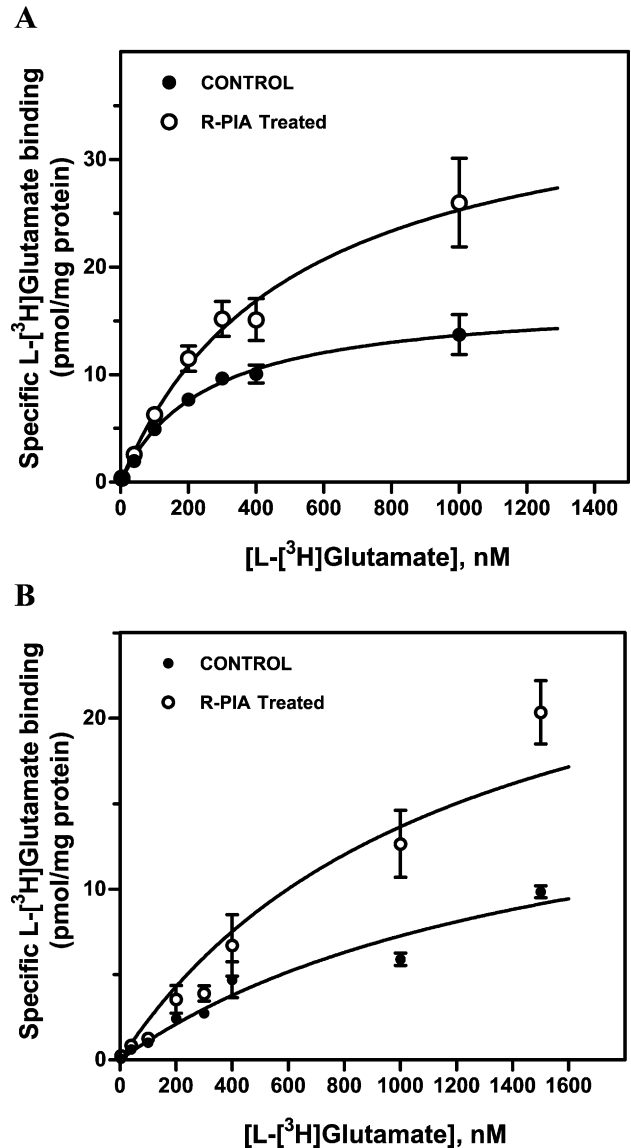 A
CONTROL
R-PIA Treated
Specific L-[³H]Glutamate binding
(pmol/mg protein)
30
20
10
0
0 200 400 600 800 1000 1200 1400
[L-[³H]Glutamate], nM
B
CONTROL
R-PIA Treated
Specific L-[³H]Glutamate binding
(pmol/mg protein)
20
10
0
0 200 400 600 800 1000 1200 1400 1600
[L-[³H]Glutamate], nM